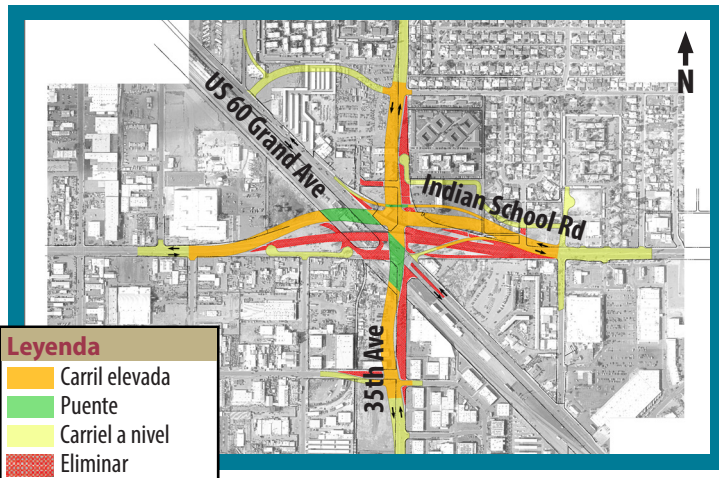 N
US 60 Grand Ave
Indian School Rd
35th Ave
Leyenda
Carril elevada
Puente
Carriel a nivel
Eliminar